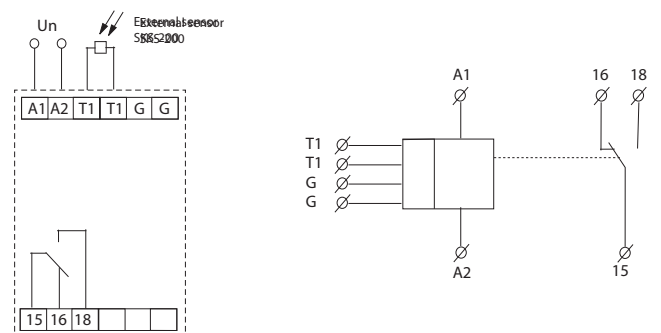 Un
External sensor
SKS-200
A1 A2 T1 T1 G G
15 16 18
A1
16
18
T1
T1
G
G
A2
15